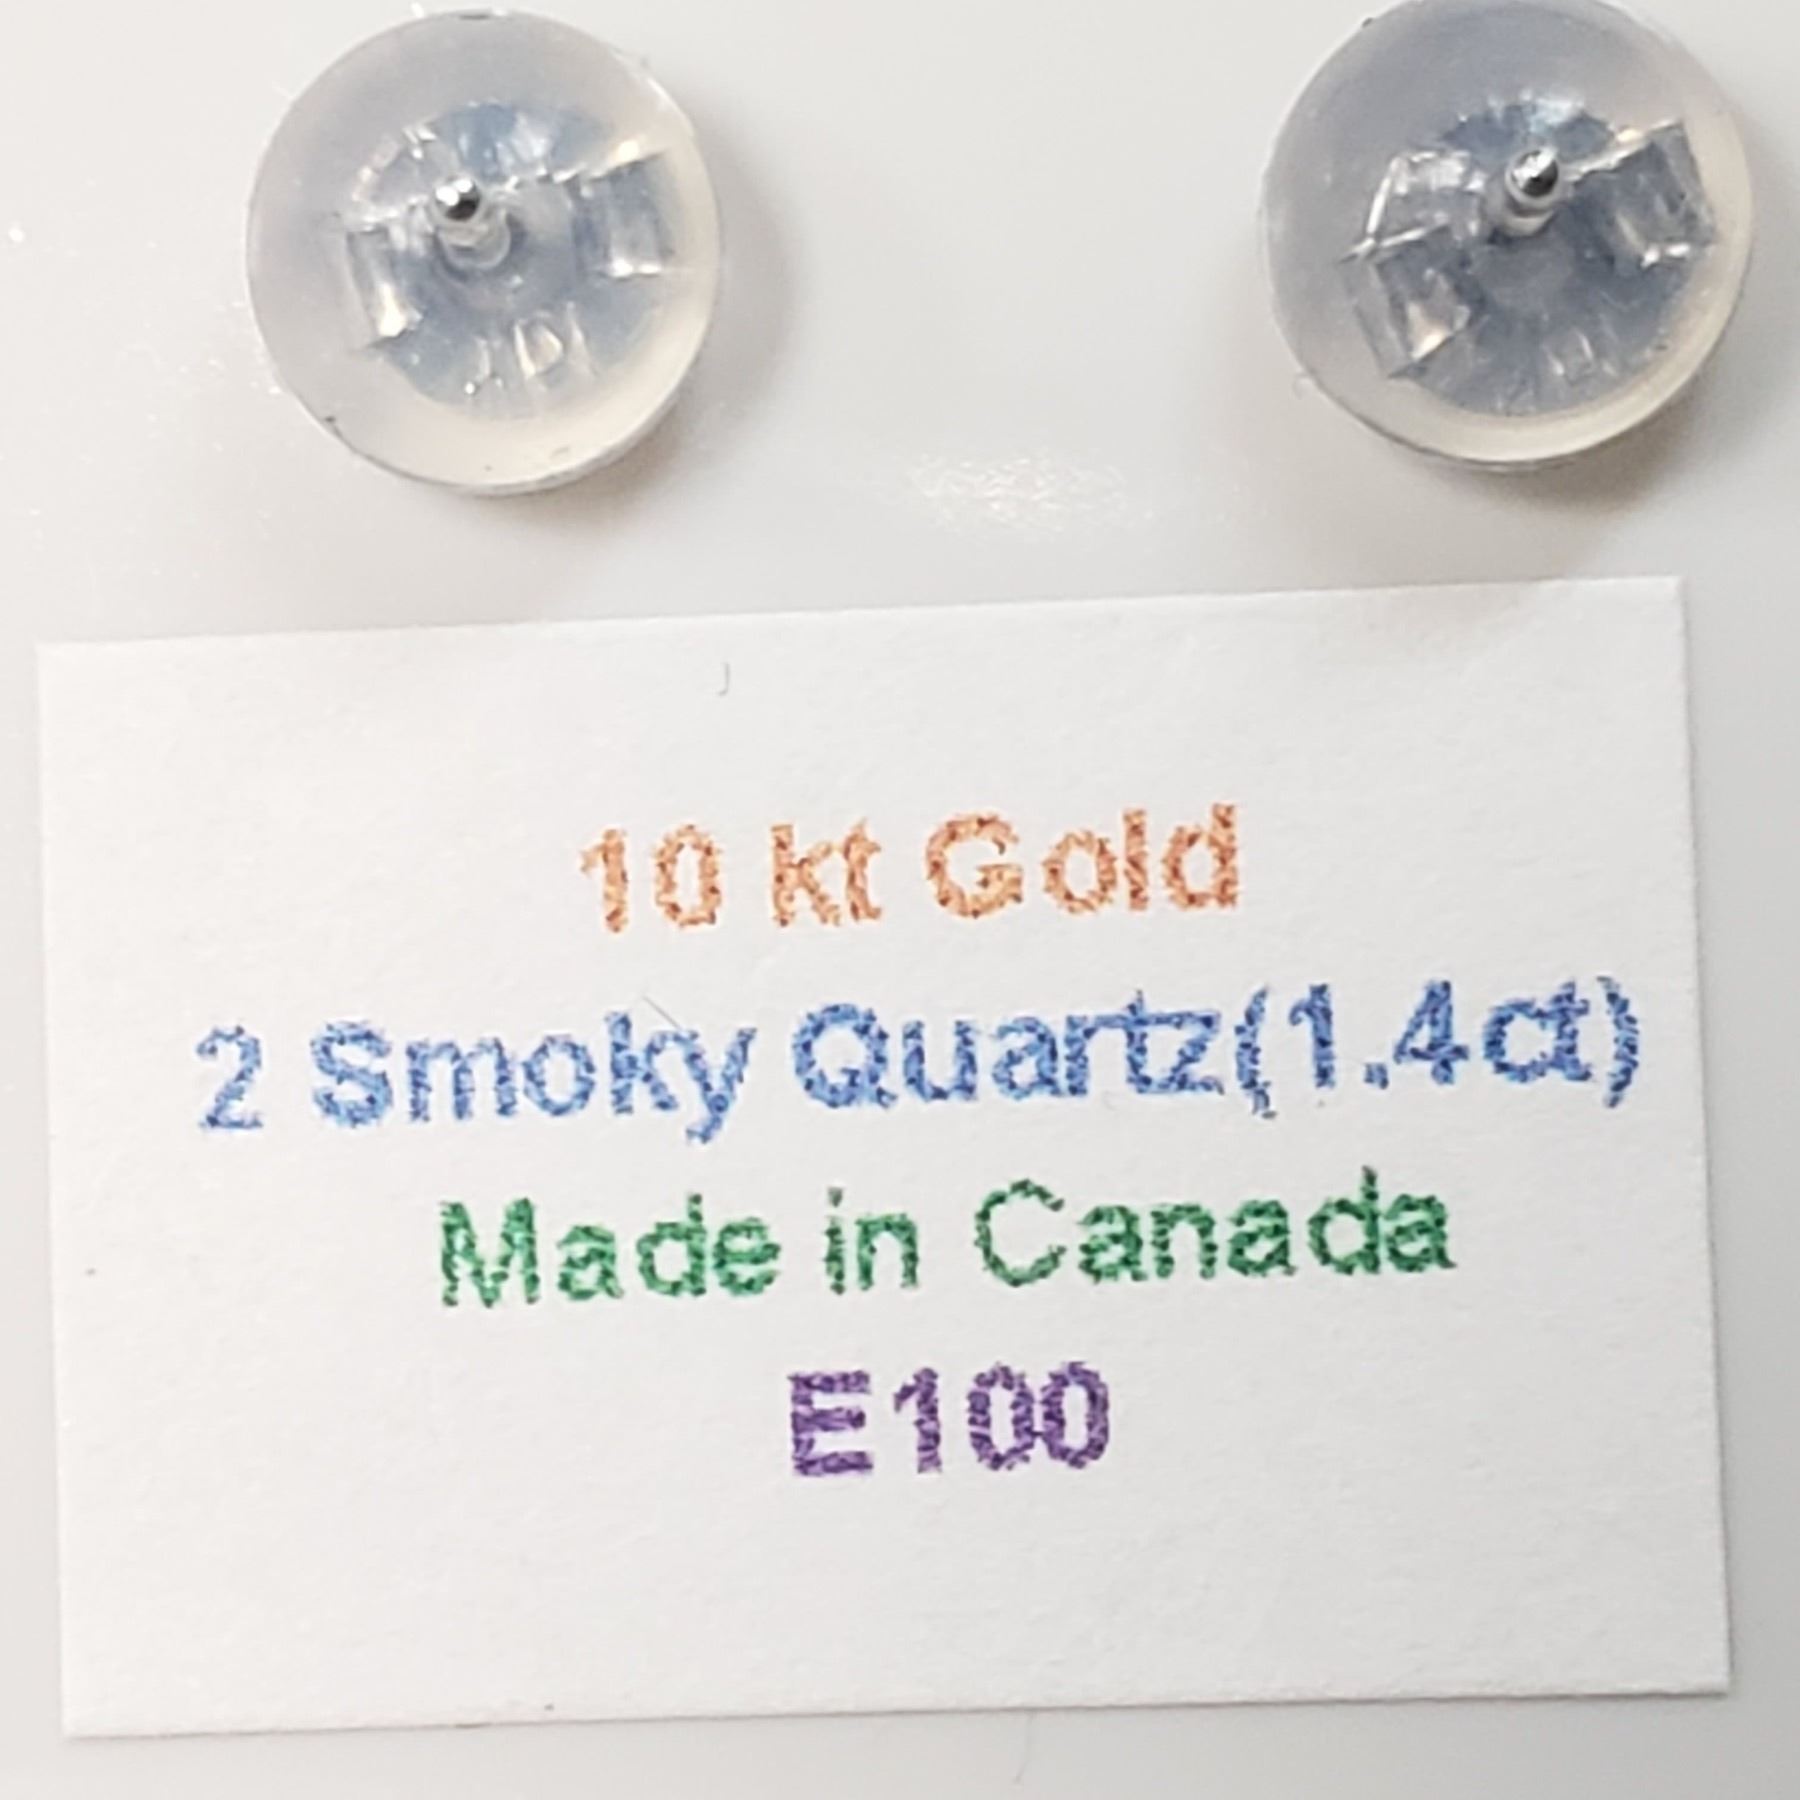 10 kt Gold
2 Smoky Quartz(1.4ct)
Made in Canada
E100